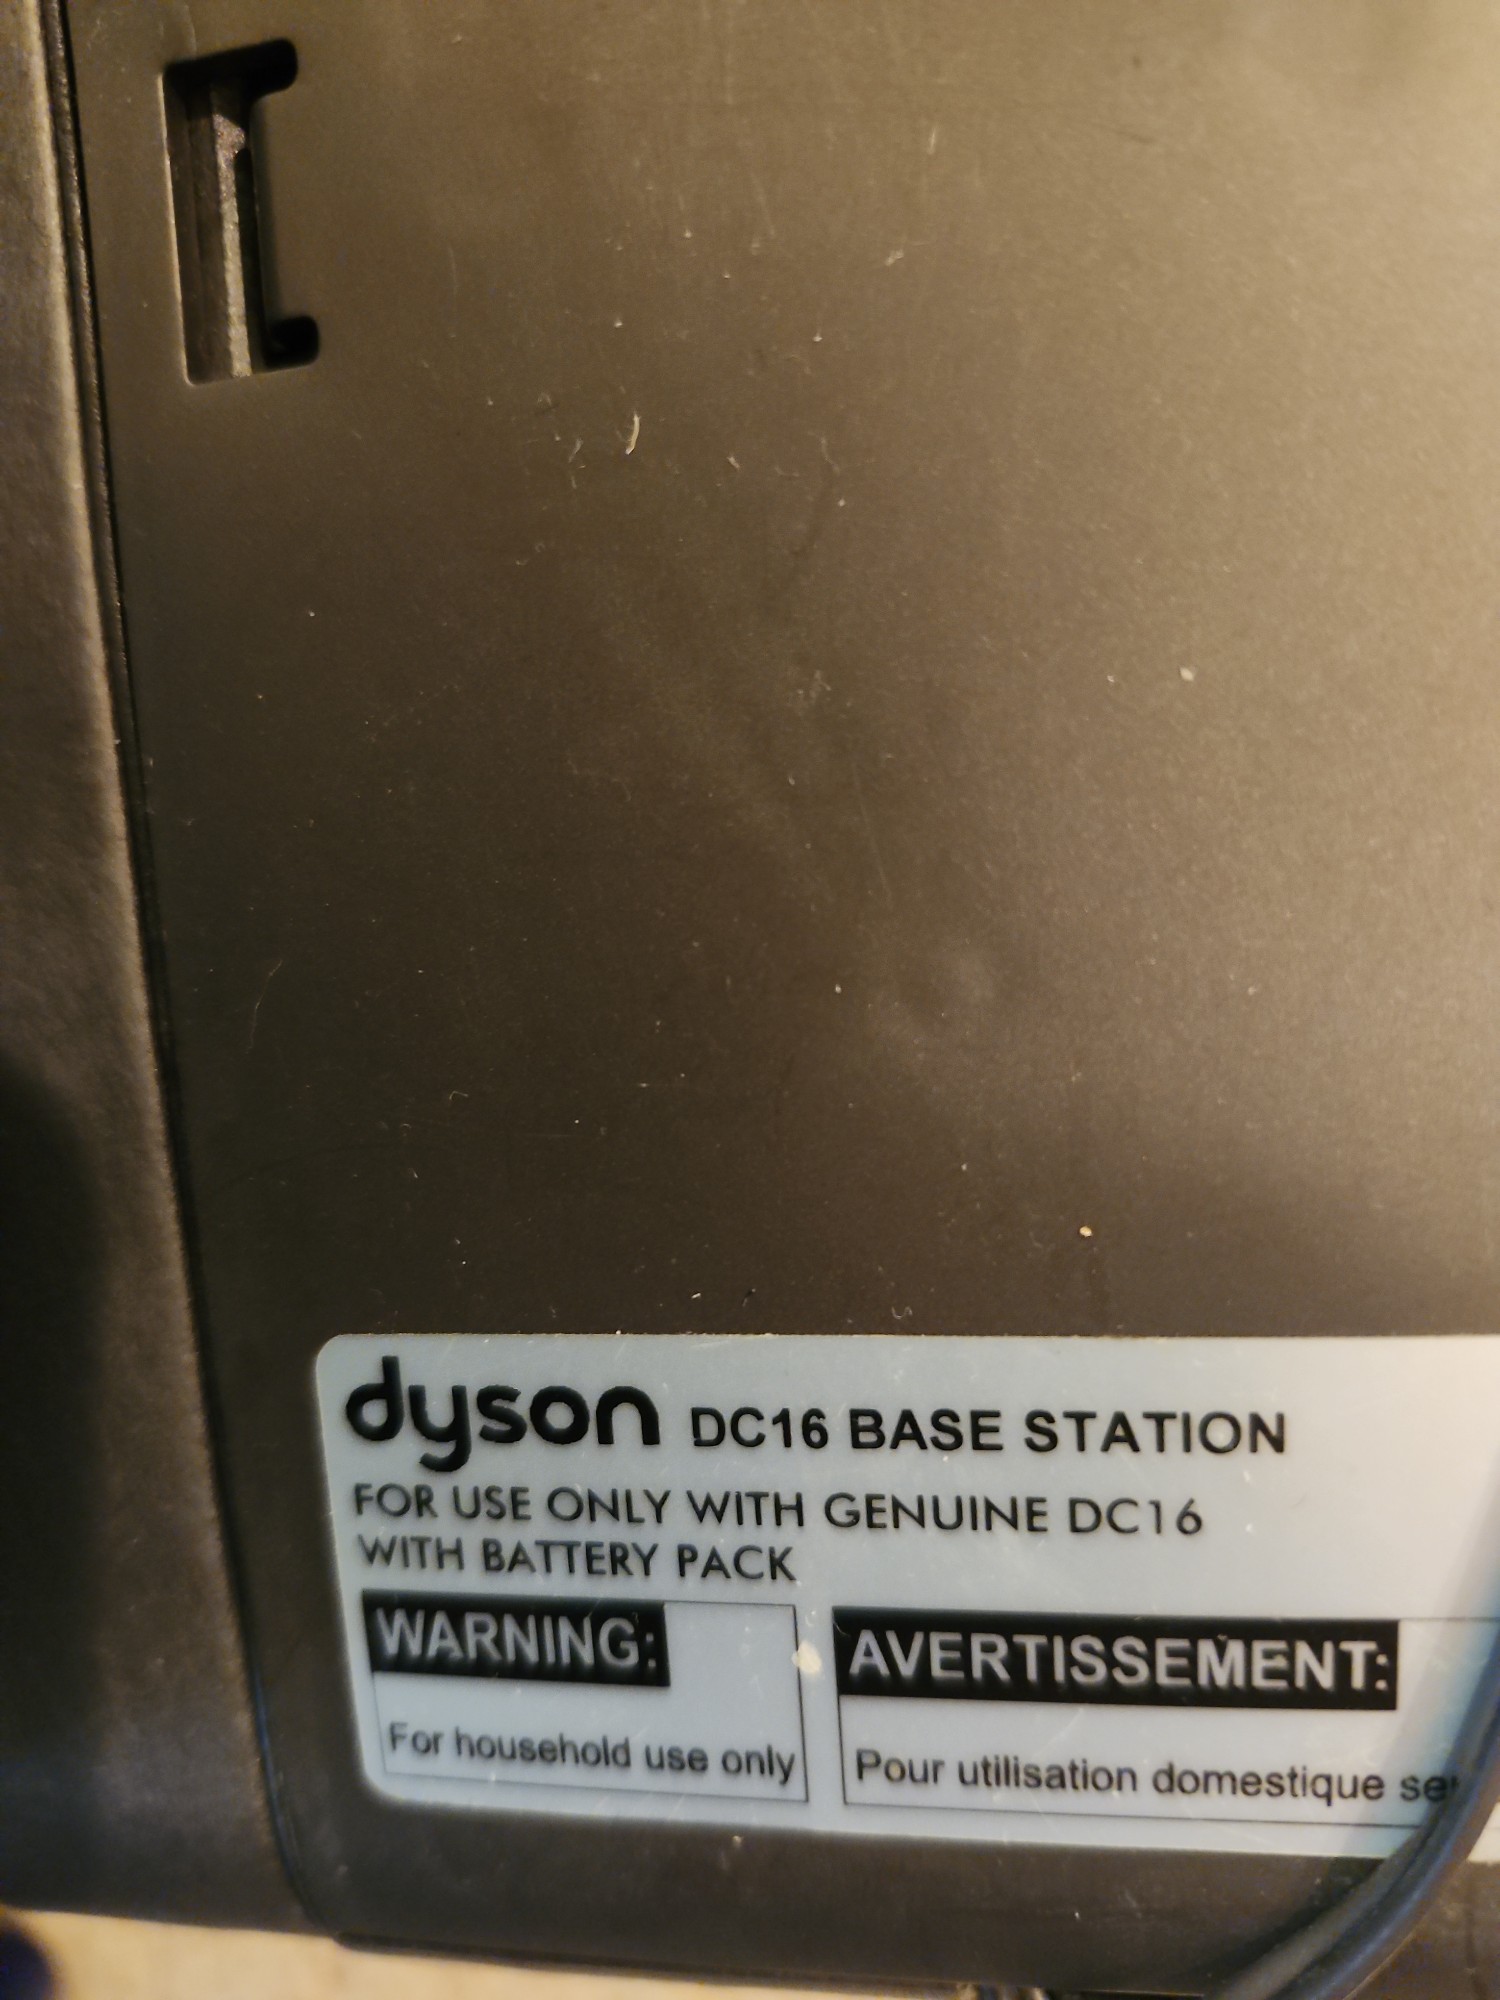 dyson DC16 BASE STATION
FOR USE ONLY WITH GENUINE DC16
WITH BATTERY PACK
WARNING:
For household use only
AVERTISSEMENT:
Pour utilisation domestique